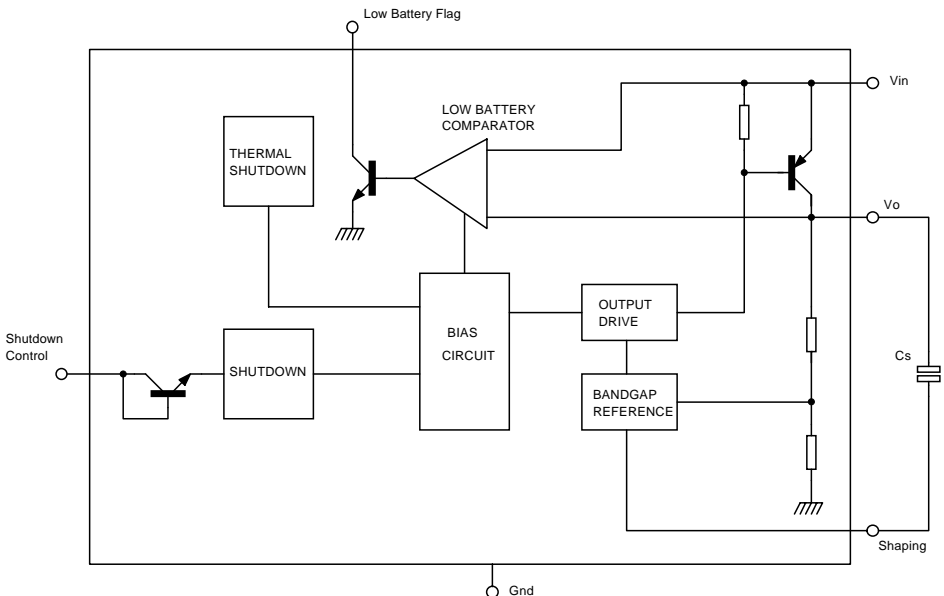 Low Battery Flag
Vin
LOW BATTERY
COMPARATOR
THERMAL
SHUTDOWN
Vo
OUTPUT
DRIVE
BIAS
CIRCUIT
Shutdown
Control
SHUTDOWN
Cs
BANDGAP
REFERENCE
Shaping
Gnd